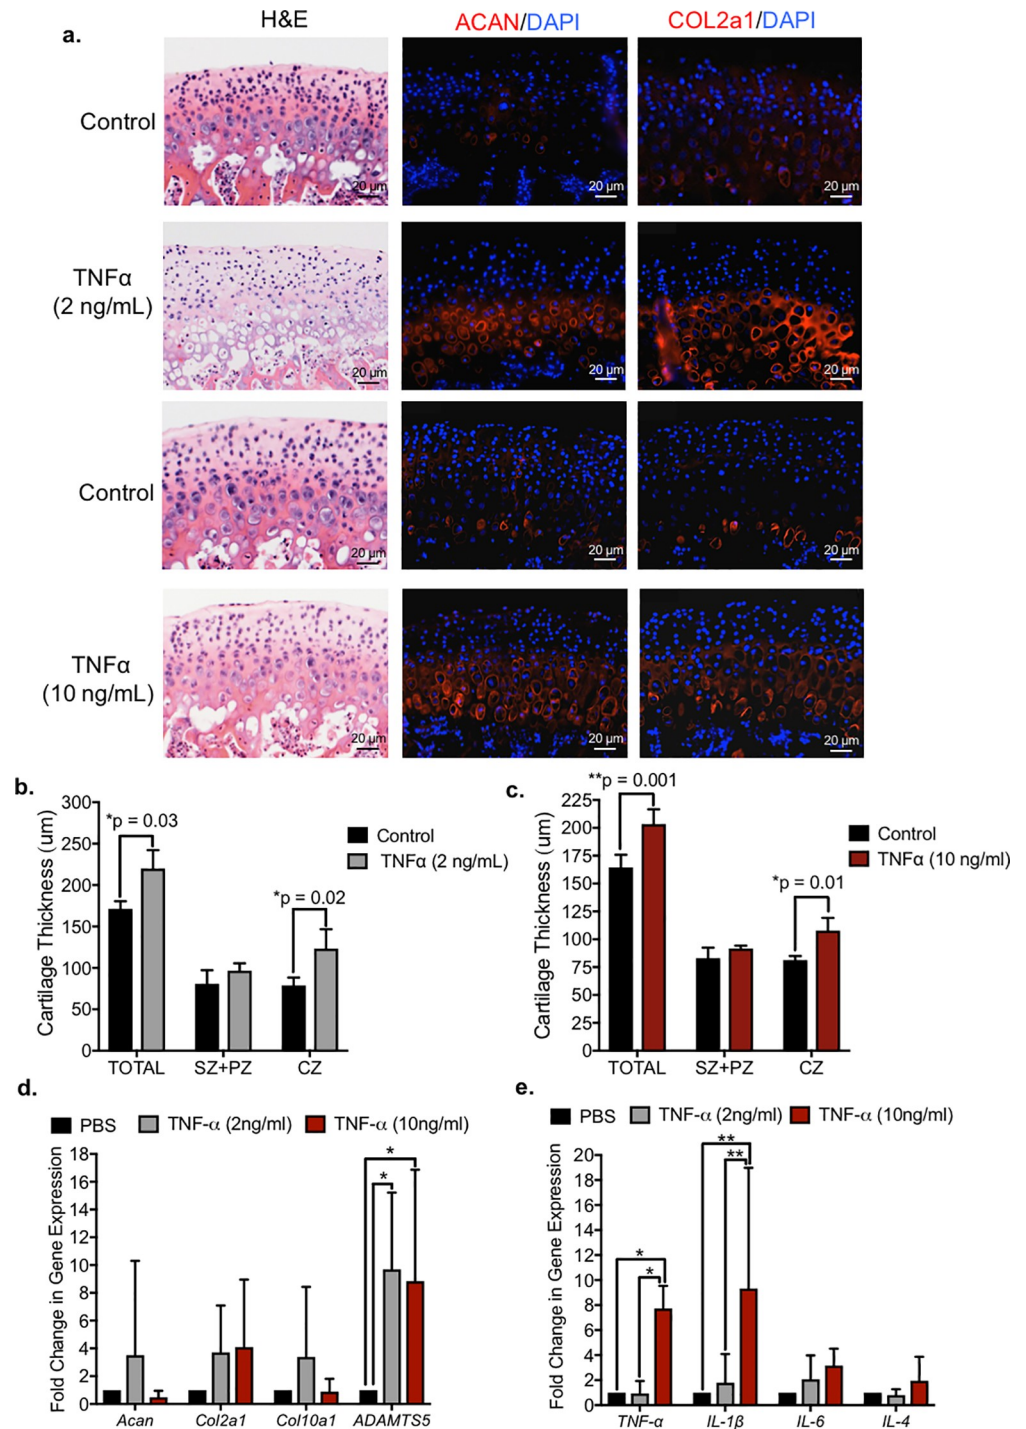 a.
H&E
ACAN/DAPI
COL2a1/DAPI
Control
20 µm
20 µm
20 µm
TNFα
(2 ng/mL)
20 µm
20 µm
20 µm
Control
20 µm
20 µm
20 µm
TNFα
(10 ng/mL)
20 µm
20 µm
20 µm
b.
Cartilage Thickness (um)
300
250
200
150
100
50
0
*p = 0.03
*p = 0.02
Control
TNFα (2 ng/mL)
TOTAL
SZ+PZ
CZ
c.
Cartilage Thickness (um)
225
200
175
150
125
100
75
50
25
0
**p = 0.001
*p = 0.01
Control
TNFα (10 ng/ml)
TOTAL
SZ+PZ
CZ
d.
PBS
TNF-α (2ng/ml)
TNF-α (10ng/ml)
Fold Change in Gene Expression
18
16
14
12
10
8
6
4
2
0
*
*
Acan
Col2a1
Col10a1
ADAMTS5
e.
PBS
TNF-α (2ng/ml)
TNF-α (10ng/ml)
Fold Change in Gene Expression
20
18
16
14
12
12
10
8
6
4
2
0
*
*
**
**
TNF-α
IL-1β
IL-6
IL-4